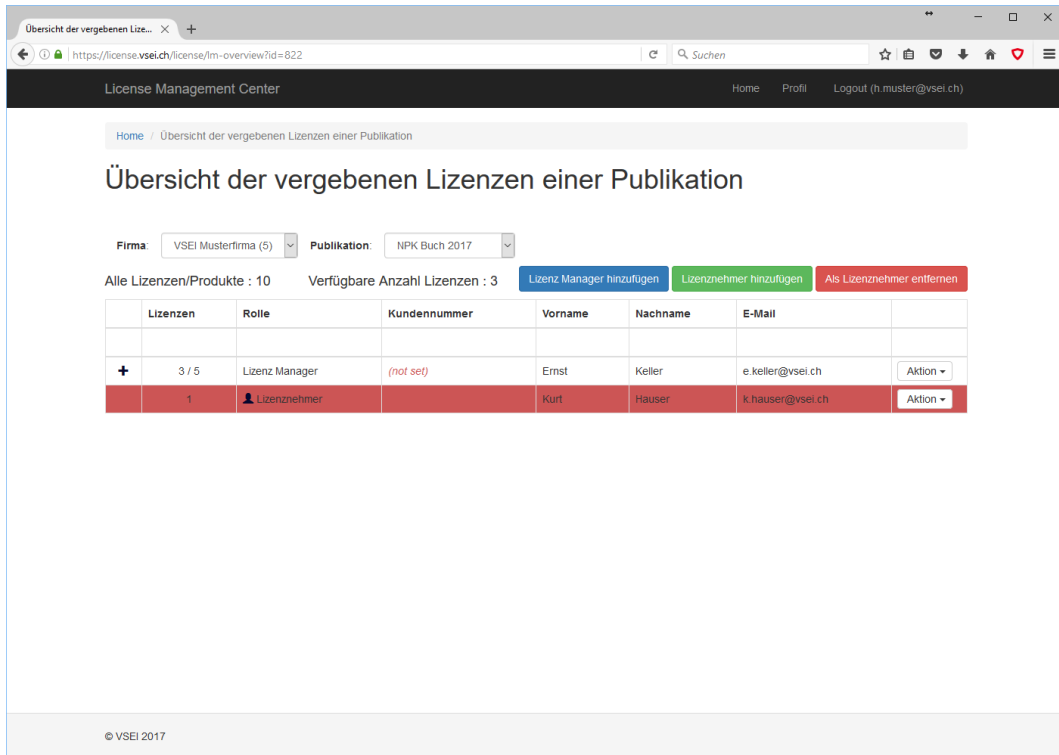 Übersicht der vergebenen Lize...
https://license.vsei.ch/license/lm-overview?id=822
Suchen
License Management Center
Home Profil Logout (h.muster@vsei.ch)
Home / Übersicht der vergebenen Lizenzen einer Publikation
Übersicht der vergebenen Lizenzen einer Publikation
Firma: VSEI Musterfirma (5) Publikation: NPK Buch 2017
Alle Lizenzen/Produkte : 10 Verfügbare Anzahl Lizenzen : 3 Lizenz Manager hinzufügen Lizenznehmer hinzufügen Als Lizenznehmer entfernen
Lizenzen Rolle Kundennummer Vorname Nachname E-Mail
3 / 5 Lizenz Manager (not set) Ernst Keller e.keller@vsei.ch Aktion
1 Lizenznehmer Kurt Hauser k.hauser@vsei.ch Aktion
© VSEI 2017